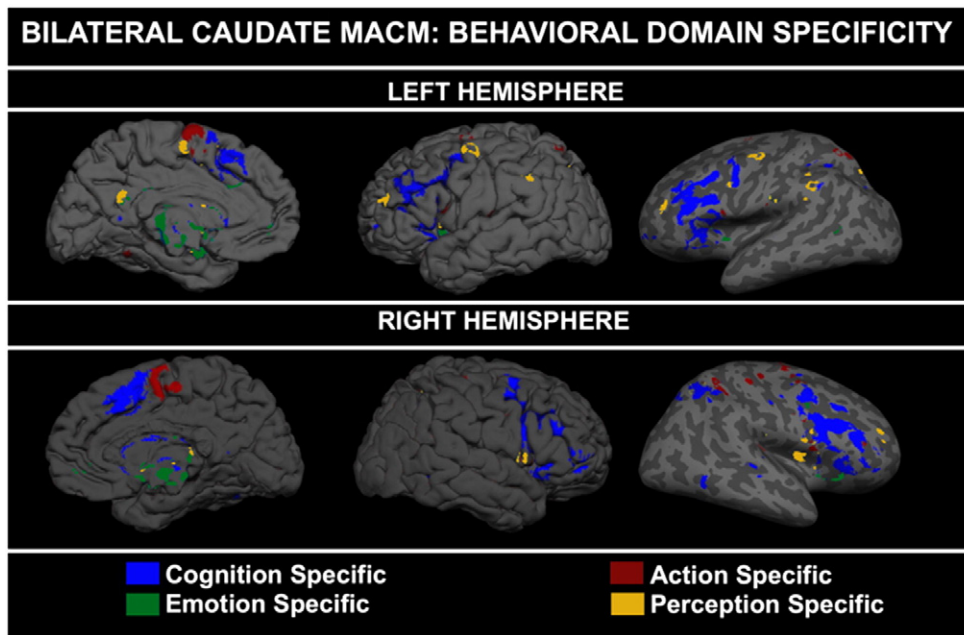 BILATERAL CAUDATE MACM: BEHAVIORAL DOMAIN SPECIFICITY
LEFT HEMISPHERE
RIGHT HEMISPHERE
Cognition Specific
Action Specific
Emotion Specific
Perception Specific